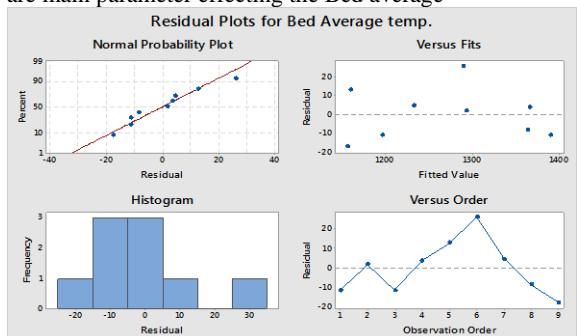 are main parameter effecting the Bed average
Residual Plots for Bed Average temp.
Normal Probability Plot
99
90
50
10
1
Percent
-40 -20 0 20 40
Residual
Versus Fits
20
10
0
-10
-20
Residual
1200 1300 1400
Fitted Value
Histogram
3
2
1
0
Frequency
-20 -10 0 10 20 30
Residual
Versus Order
20
10
0
-10
-20
Residual
1 2 3 4 5 6 7 8 9
Observation Order